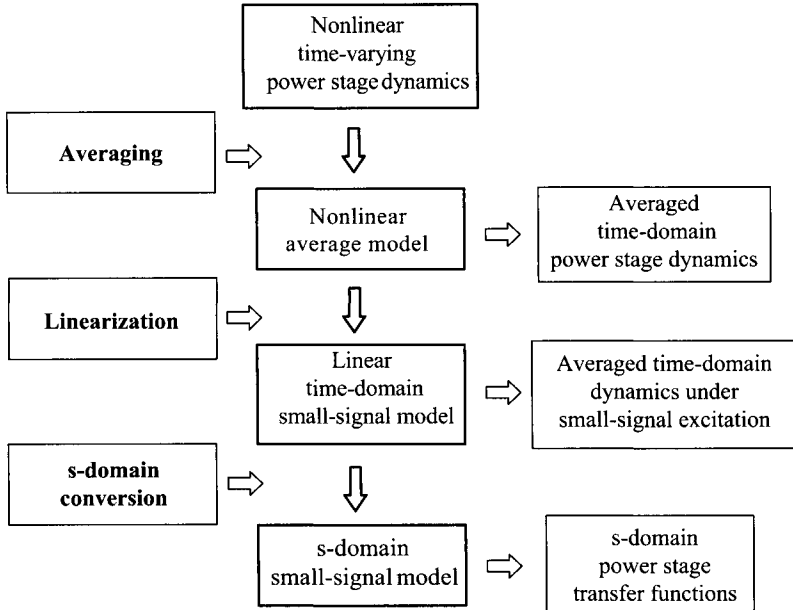 Nonlinear
time-varying
power stage dynamics
Averaging
Nonlinear
average model
Averaged
time-domain
power stage dynamics
Linearization
Linear
time-domain
small-signal model
Averaged time-domain
dynamics under
small-signal excitation
s-domain
conversion
s-domain
small-signal model
s-domain
power stage
transfer functions